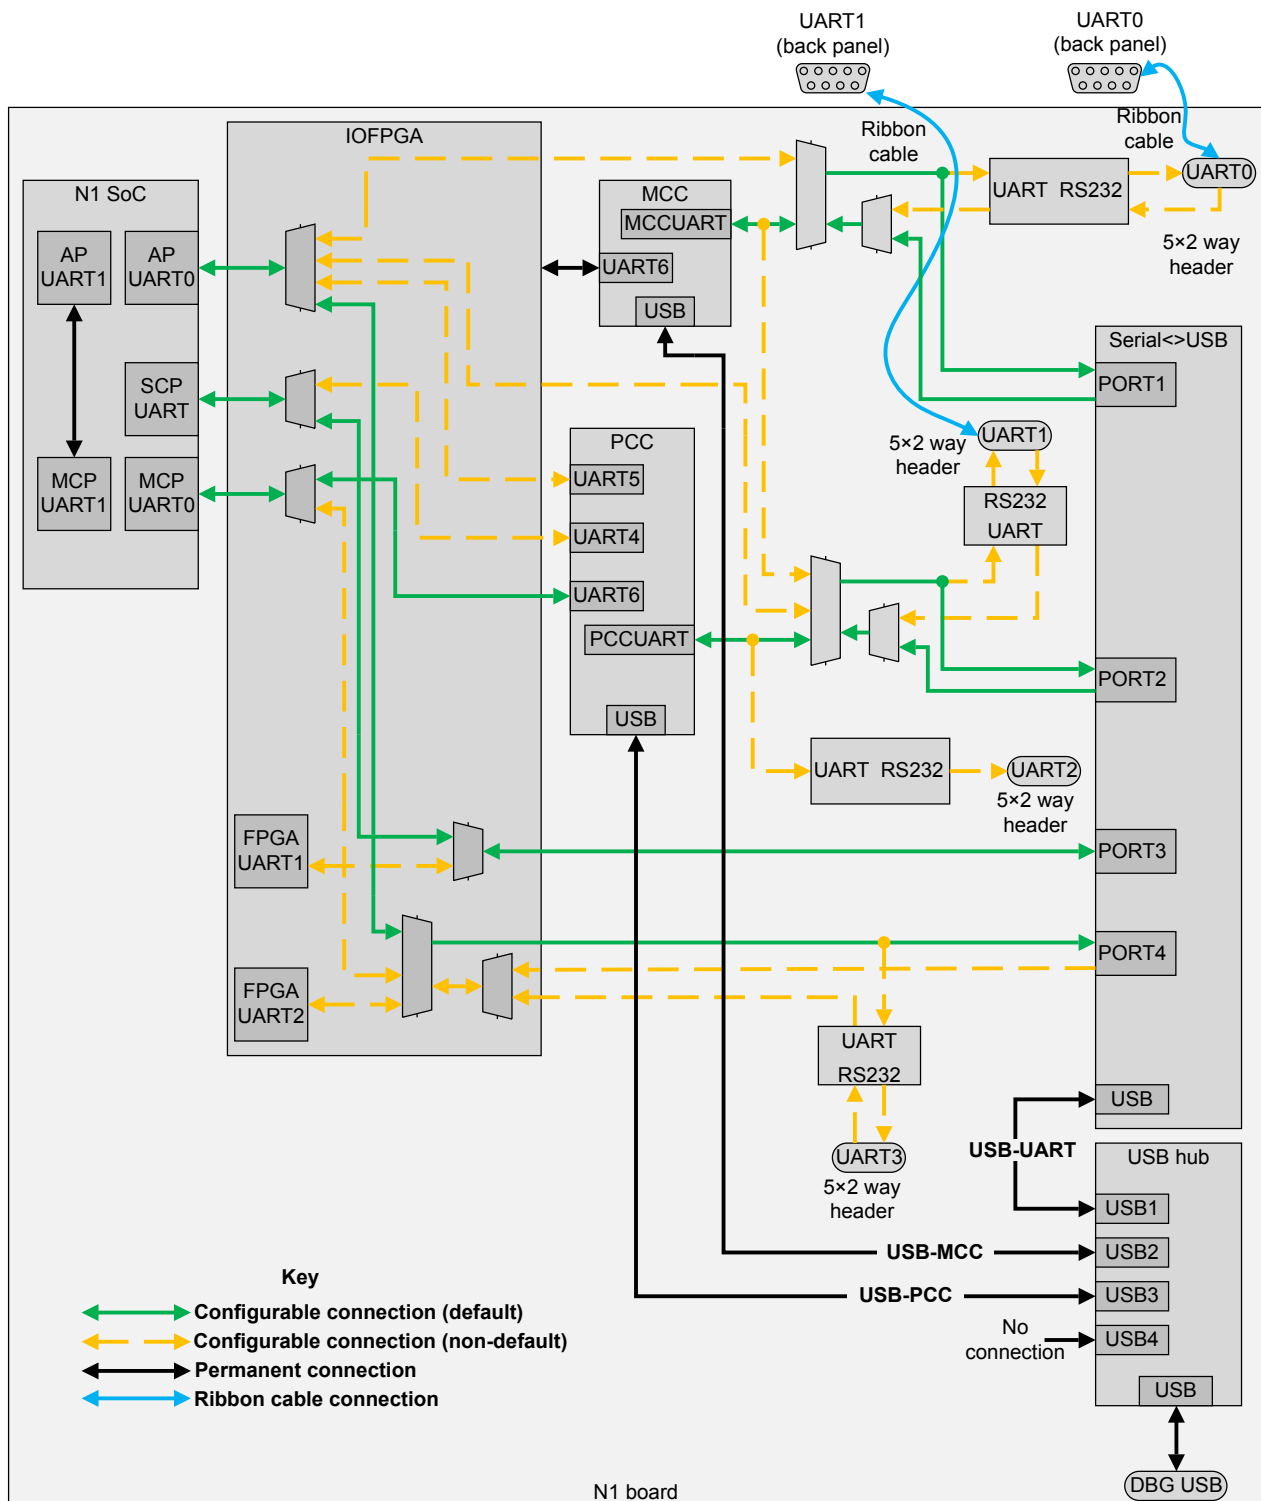 UART1
(back panel)
UART0
(back panel)
Ribbon
cable
Ribbon
cable
IOFPGA
N1 SoC
AP
UART1
AP
UART0
SCP
UART
MCP
UART1
MCP
UART0
MCC
MCCUART
UART6
USB
UART RS232
UART0
5×2 way
header
Serial<>USB
PORT1
PCC
UART5
UART4
UART6
PCCUART
USB
UART1
5×2 way
header
RS232
UART
PORT2
UART RS232
UART2
5×2 way
header
FPGA
UART1
PORT3
PORT4
FPGA
UART2
UART
RS232
UART3
5×2 way
header
USB
USB-UART
USB hub
USB1
USB-MCC
USB2
USB-PCC
USB3
No
connection
USB4
USB
DBG USB
Key
Configurable connection (default)
Configurable connection (non-default)
Permanent connection
Ribbon cable connection
N1 board